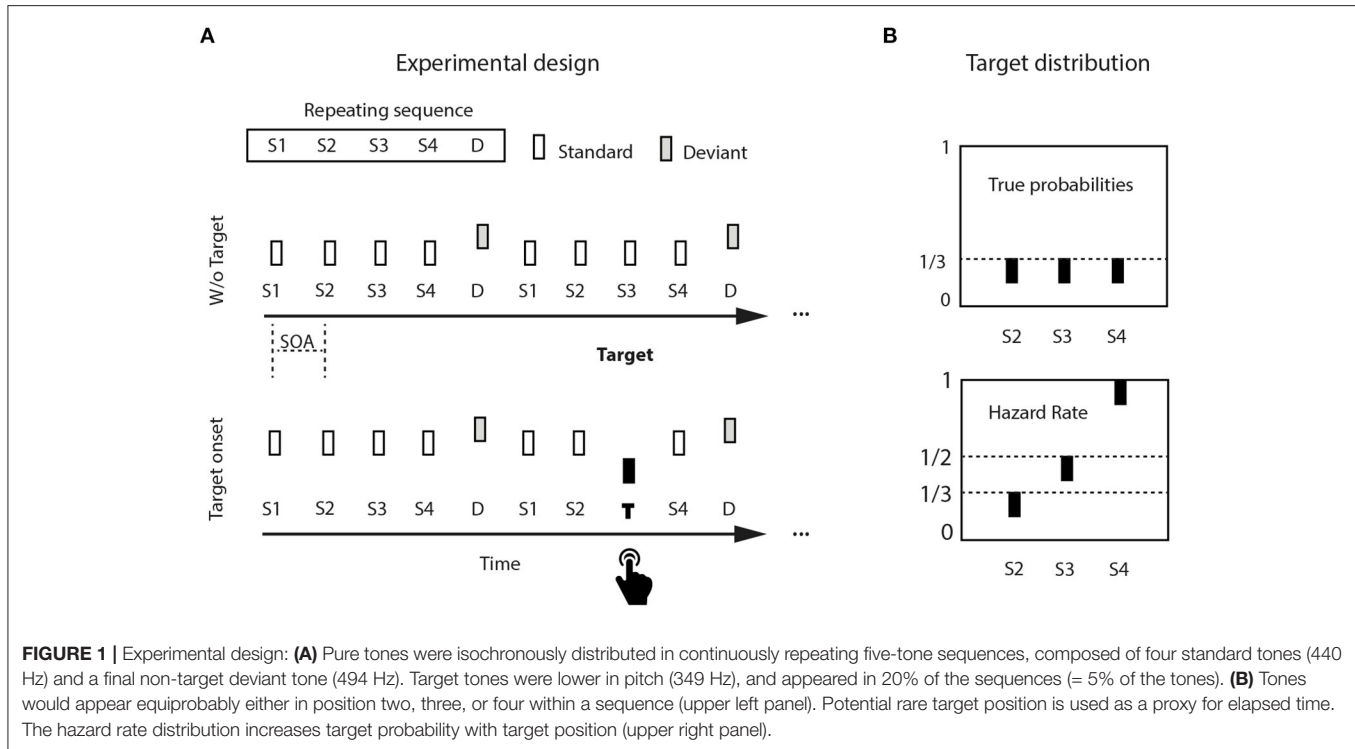 A
Experimental design
Repeating sequence
S1 S2 S3 S4 D
Standard
Deviant
W/o Target
S1 S2 S3 S4 D S1 S2 S3 S4 D
...
SOA
Target
Target onset
S1 S2 S3 S4 D S1 S2 T S4 D
...
Time
B
Target distribution
1
True probabilities
1/3
0
S2 S3 S4
1
Hazard Rate
1/2
1/3
0
S2 S3 S4
FIGURE 1 | Experimental design: (A) Pure tones were isochronously distributed in continuously repeating five-tone sequences, composed of four standard tones (440
Hz) and a final non-target deviant tone (494 Hz). Target tones were lower in pitch (349 Hz), and appeared in 20% of the sequences (= 5% of the tones). (B) Tones
would appear equiprobably either in position two, three, or four within a sequence (upper left panel). Potential rare target position is used as a proxy for elapsed time.
The hazard rate distribution increases target probability with target position (upper right panel).